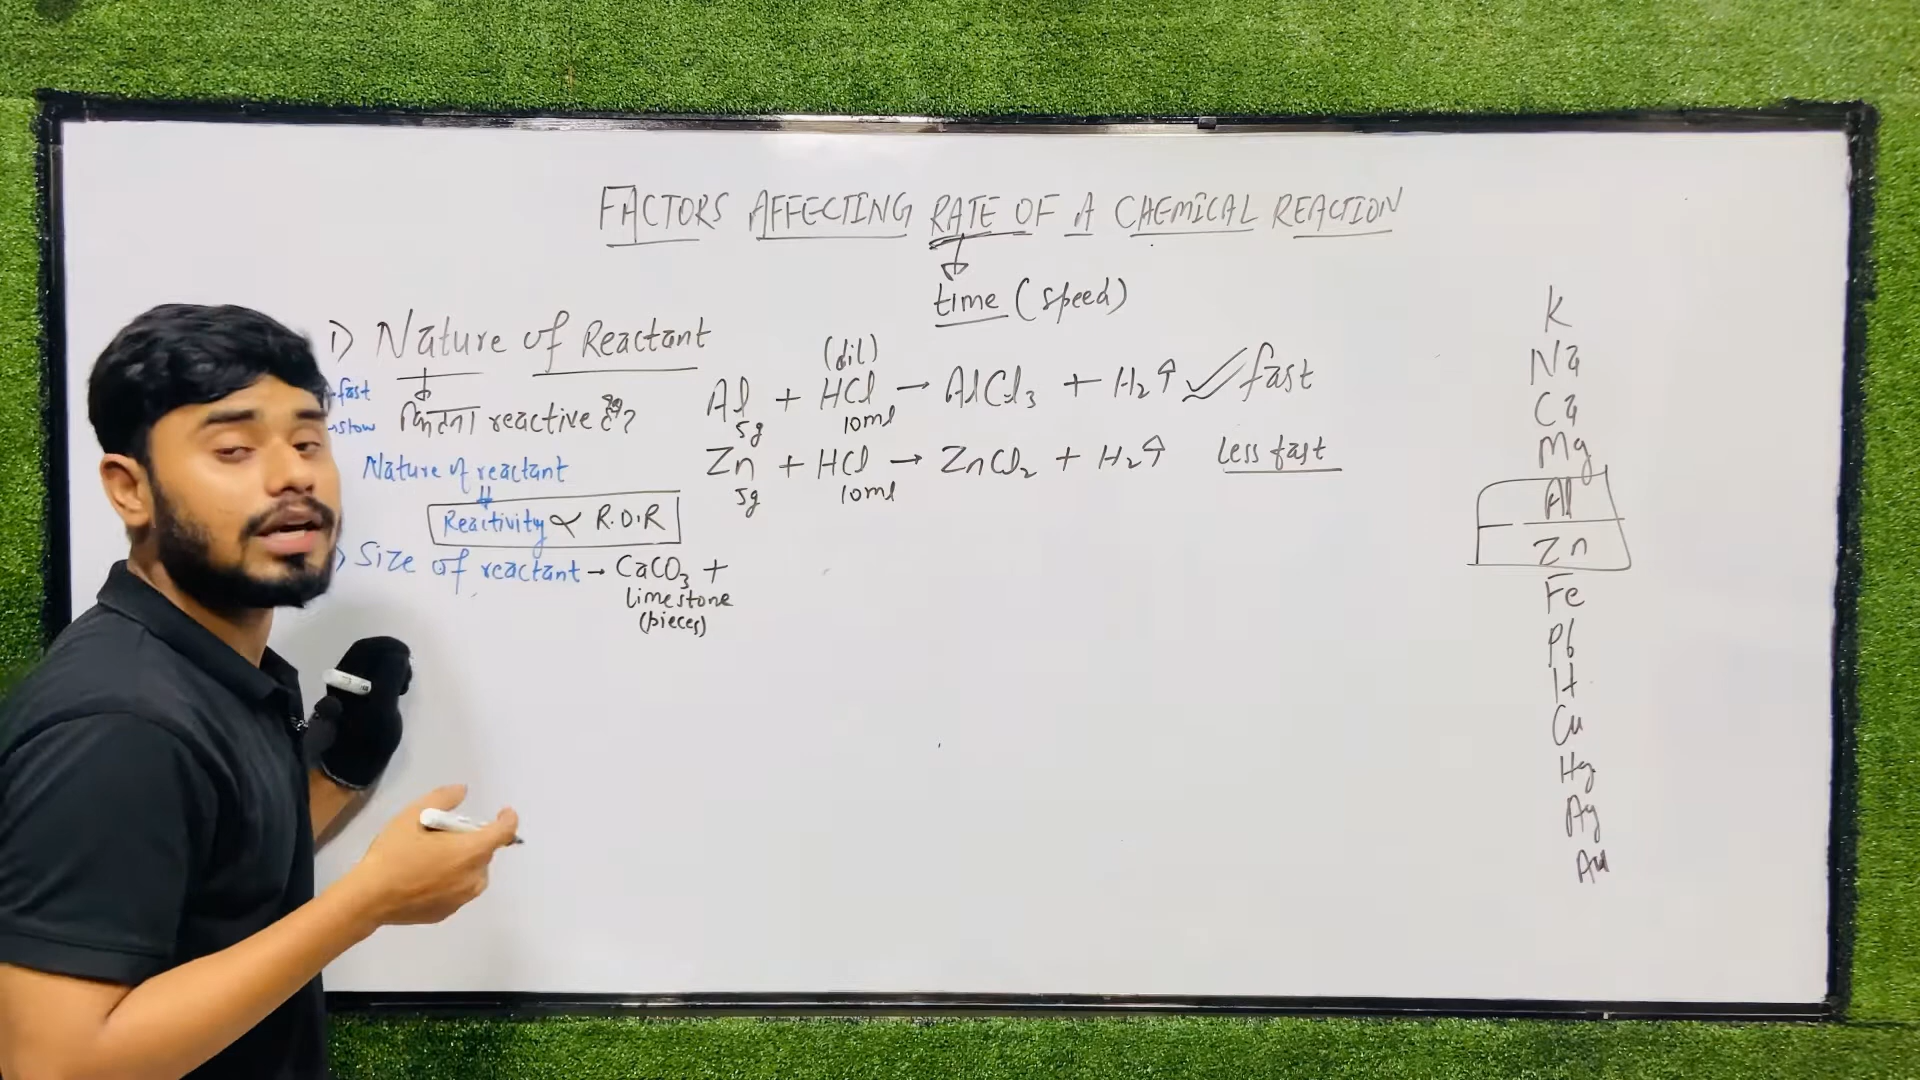 FACTORS AFFECTING RATE OF A CHEMICAL REACTION
time (speed)
1) Nature of Reactant
fast
slow
कितना reactive है?
Nature of reactant
Reactivity ∝ R.O.R
(dil)
Al + HCl → AlCl₃ + H₂↑ ✓ fast
5g 10ml
Zn + HCl → ZnCl₂ + H₂↑ Less fast
5g 10ml
) Size of reactant → CaCO₃ +
limestone
(pieces)
K
Na
Ca
Mg
Al
Zn
Fe
Pb
H
Cu
Hg
Ag
Au